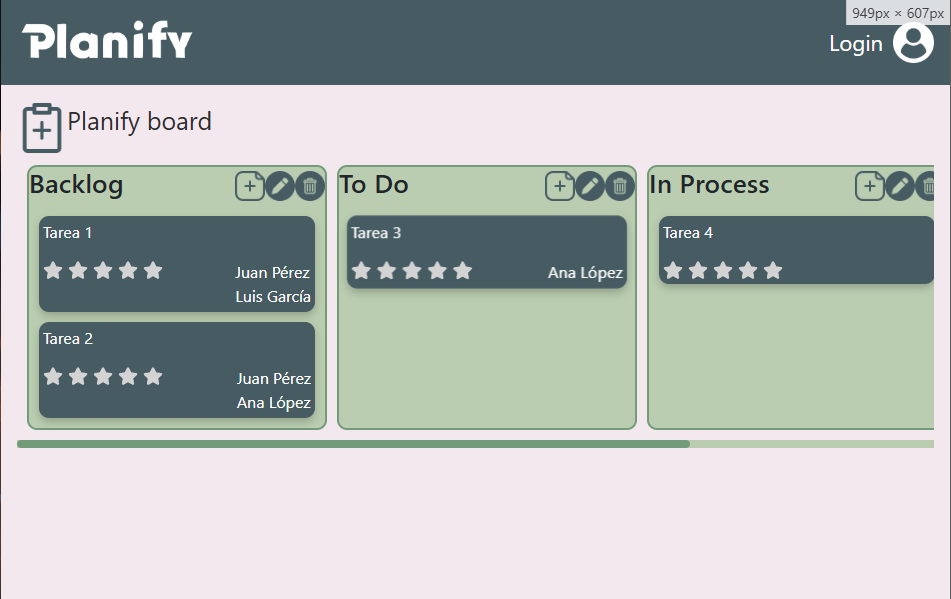 949px × 607px
Planify
Login
Planify board
Backlog
To Do
In Process
Tarea 1
Juan Pérez
Luis García
Tarea 2
Juan Pérez
Ana López
Tarea 3
Ana López
Tarea 4